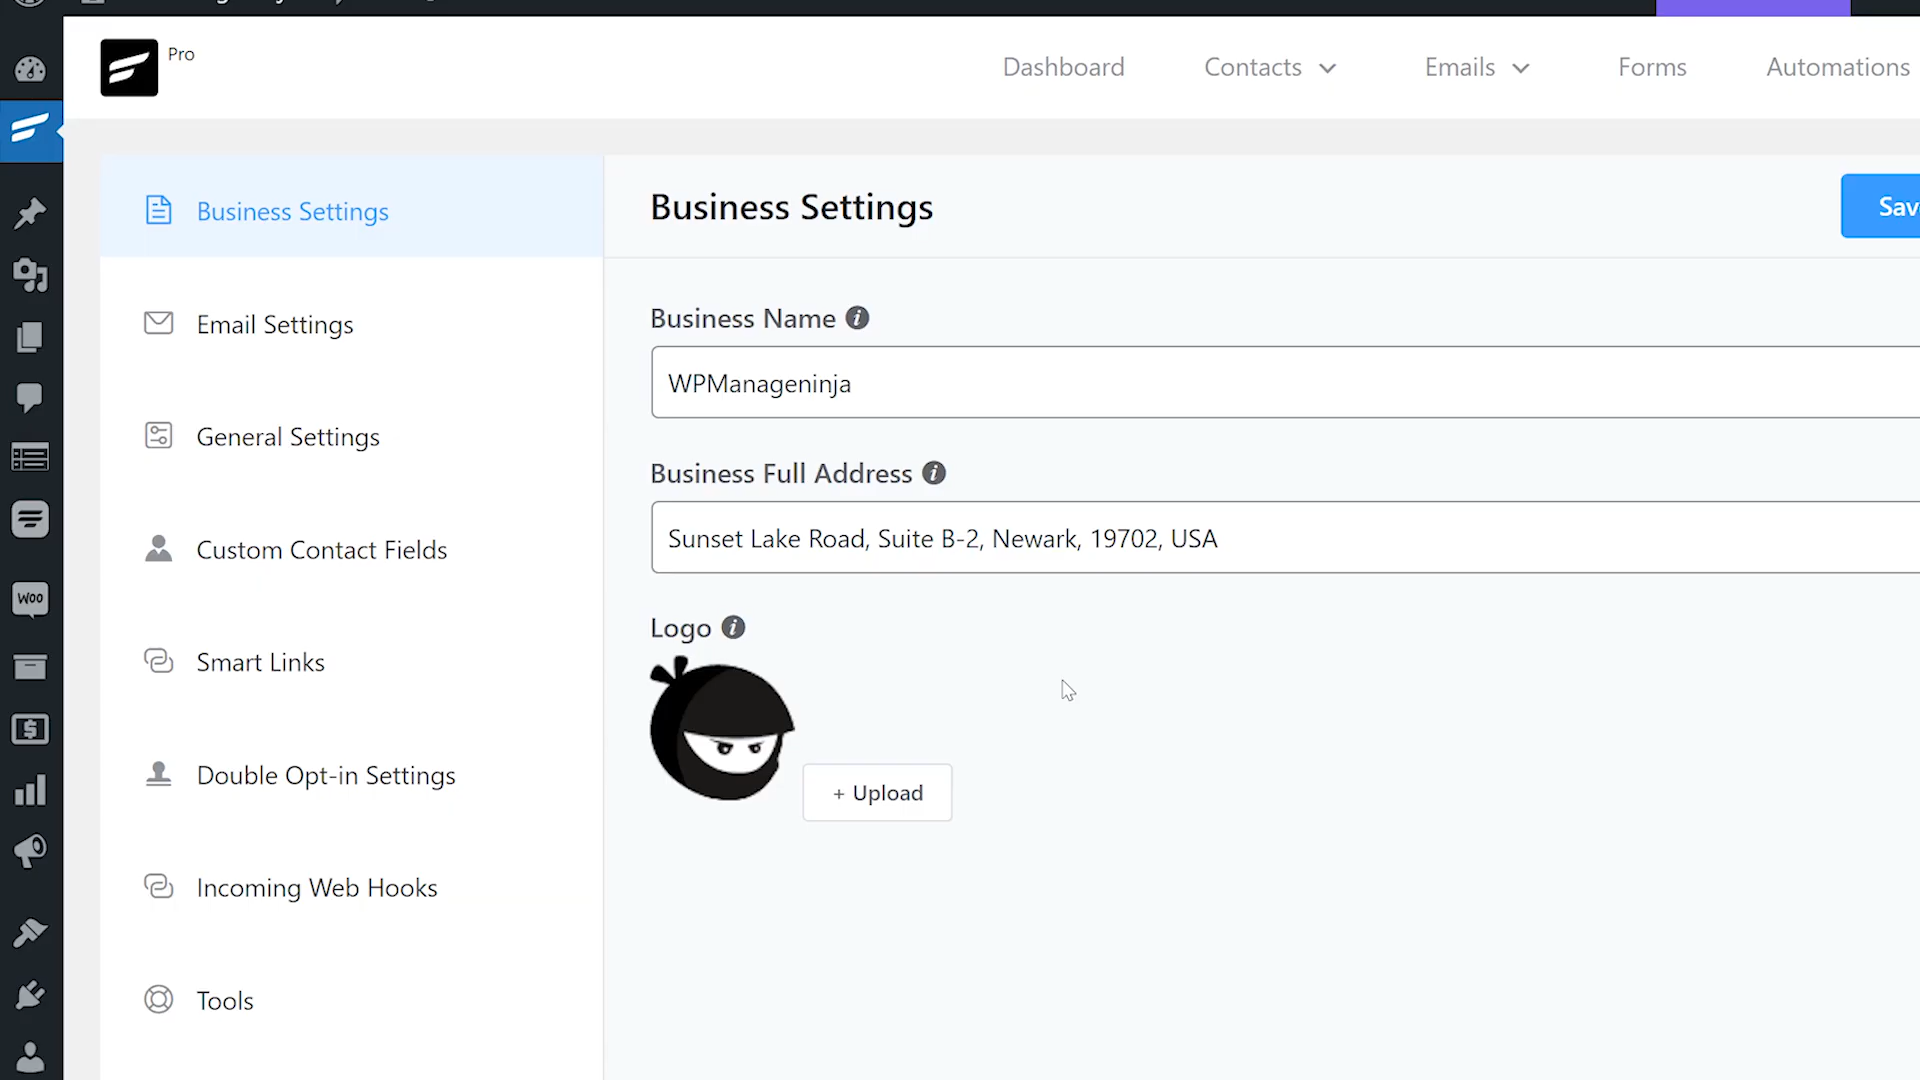 Pro
Dashboard
Contacts
Emails
Forms
Automations
Business Settings
Email Settings
General Settings
Custom Contact Fields
Smart Links
Double Opt-in Settings
Incoming Web Hooks
Tools
Business Settings
Sav
Business Name
WPManageninja
Business Full Address
Sunset Lake Road, Suite B-2, Newark, 19702, USA
Logo
+ Upload
WOO